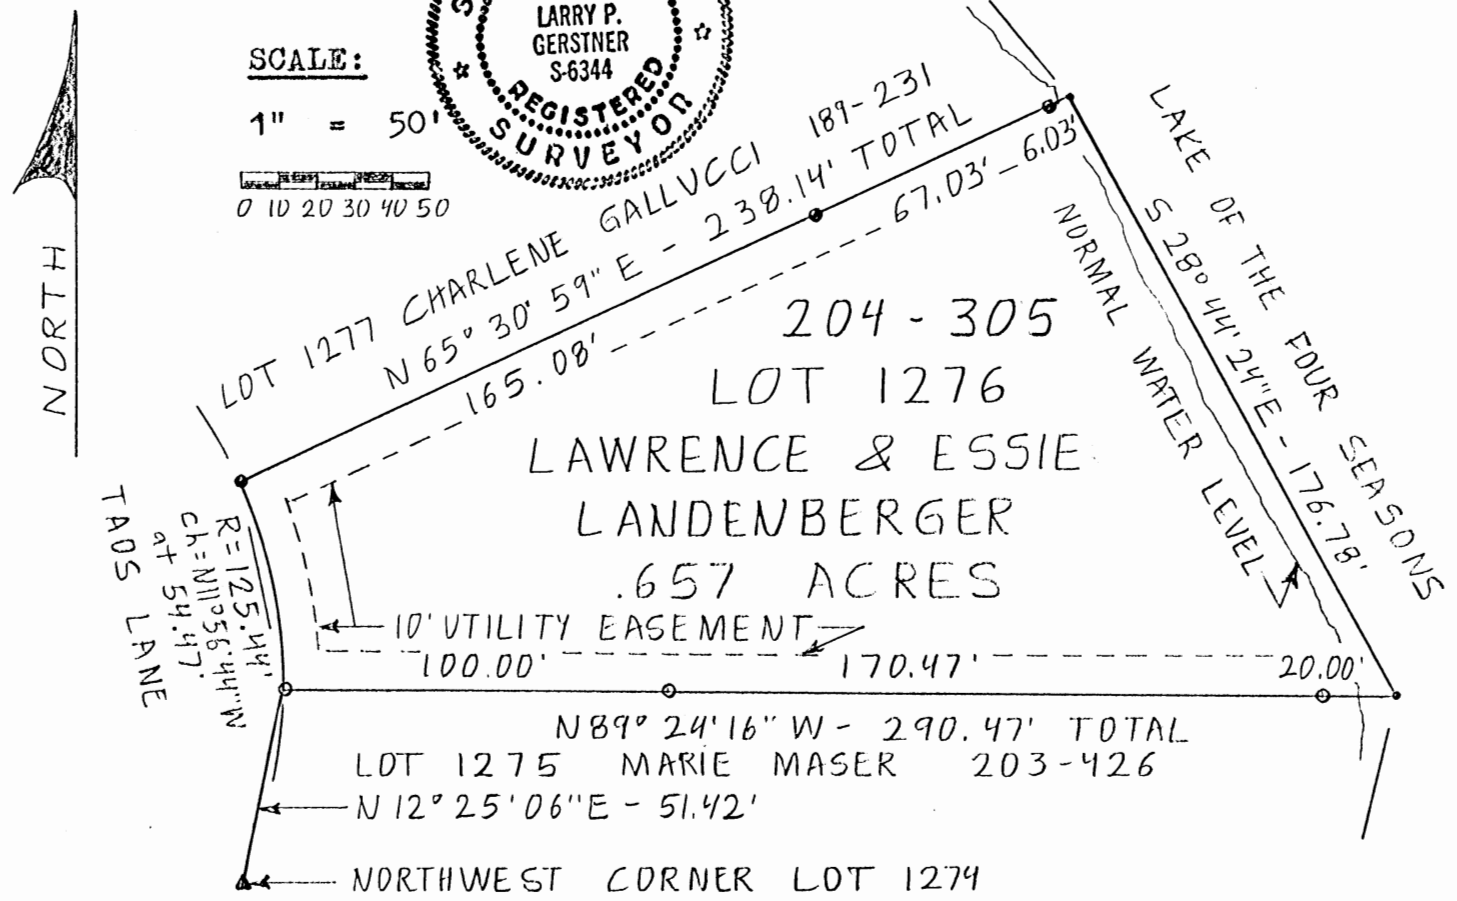 NORTH
SCALE:
1" = 50'
0 10 20 30 40 50
LARRY P.
GERSTNER
S-6344
REGISTERED
SURVEYOR
LOT 1277 CHARLENE GALLUCCI 189-231
N 65° 30' 59" E - 238.14' TOTAL
165.08' 67.03' 6.03'
LAKE OF THE FOUR SEASONS
S 28° 44' 24" E - 176.78'
NORMAL WATER LEVEL
204 - 305
LOT 1276
LAWRENCE & ESSIE
LANDENBERGER
.657 ACRES
10' UTILITY EASEMENT
100.00' 170.47' 20.00'
R=125.44'
ch=N11°56'44"W
at 54.47'
TAOS LANE
N 89° 24' 16" W - 290.47' TOTAL
LOT 1275 MARIE MASER 203-426
N 12° 25' 06" E - 51.42'
NORTHWEST CORNER LOT 1274